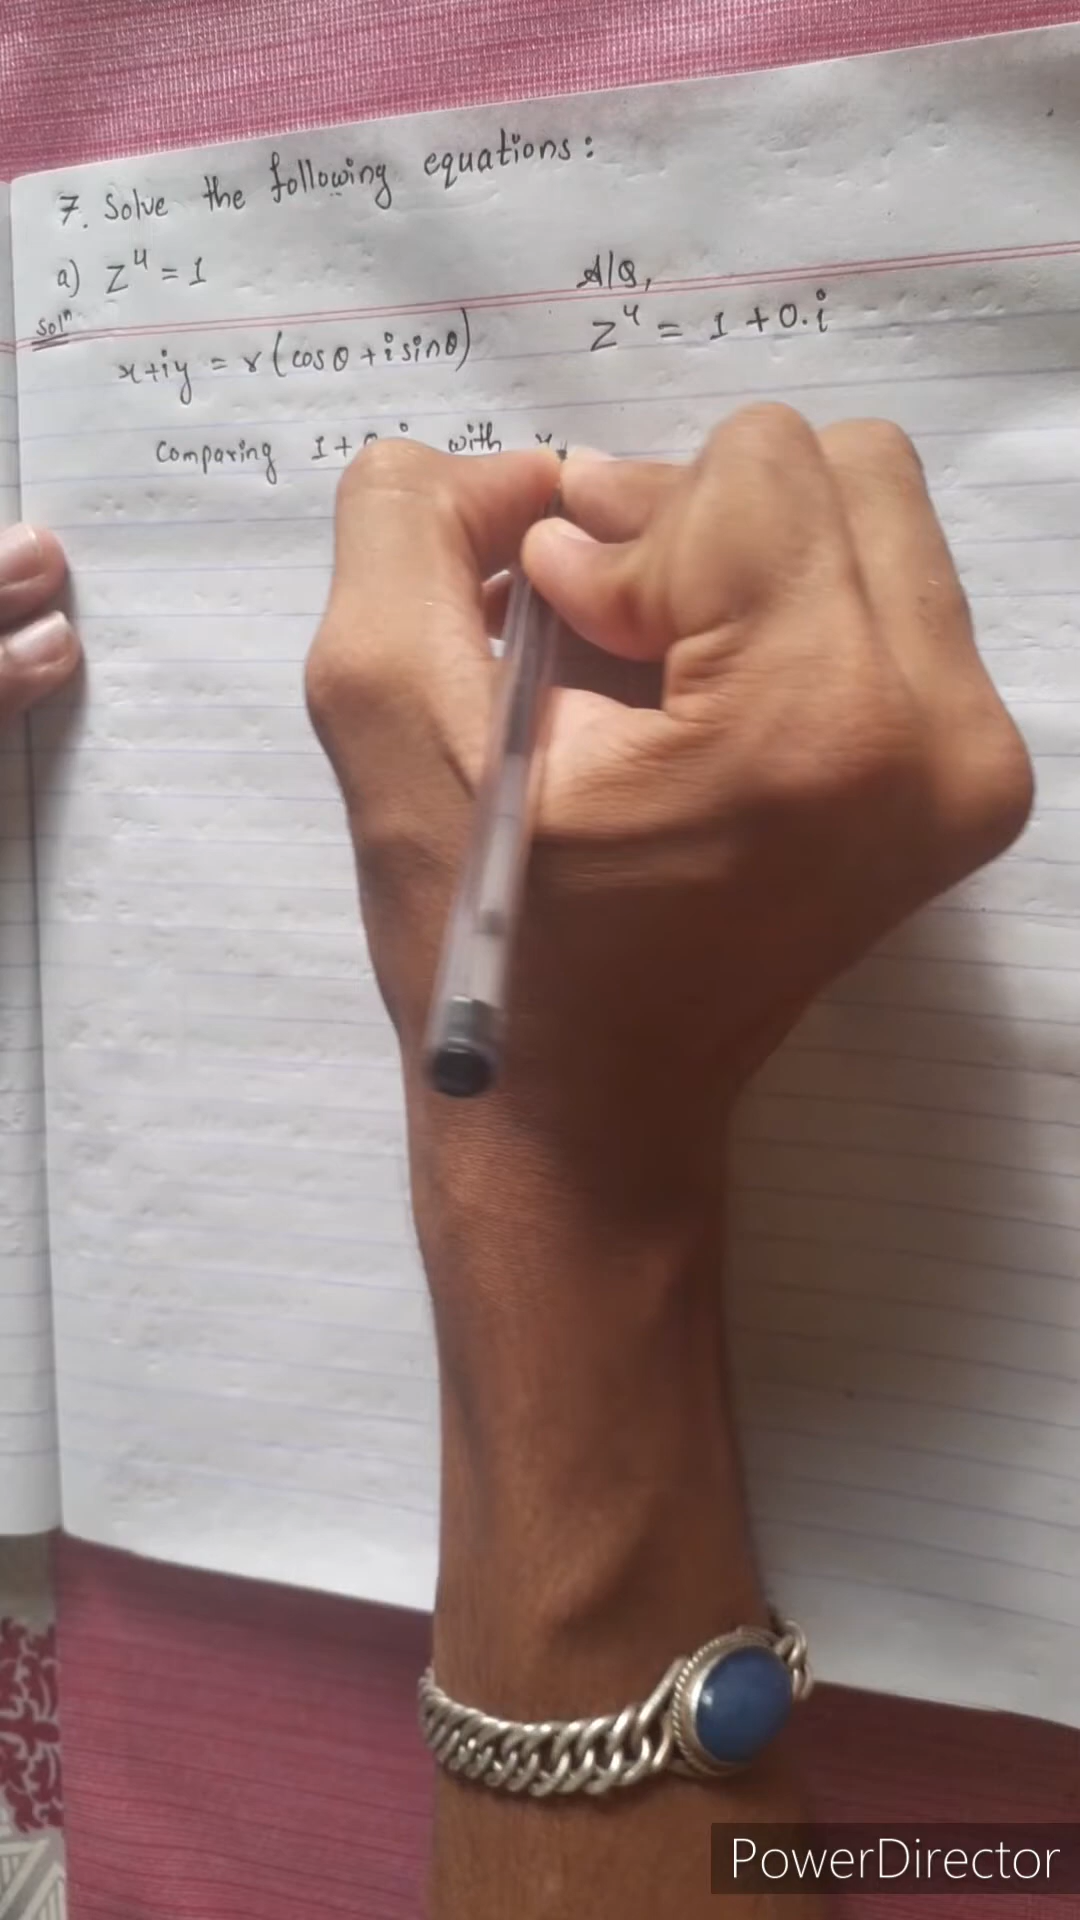 7. Solve the following equations:
a) z⁴ = 1
Solⁿ
x+iy = r(cosθ + i sinθ)
A/Q,
z⁴ = 1 + 0.i
Comparing 1 + with x
PowerDirector